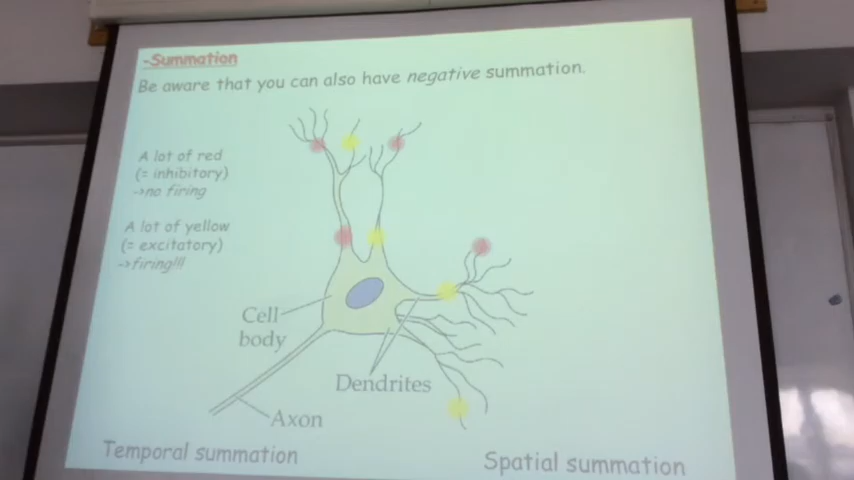 -Summation
Be aware that you can also have negative summation.
A lot of red
(= inhibitory)
→no firing
A lot of yellow
(= excitatory)
→firing!!!
Cell
body
Dendrites
Axon
Temporal summation
Spatial summation